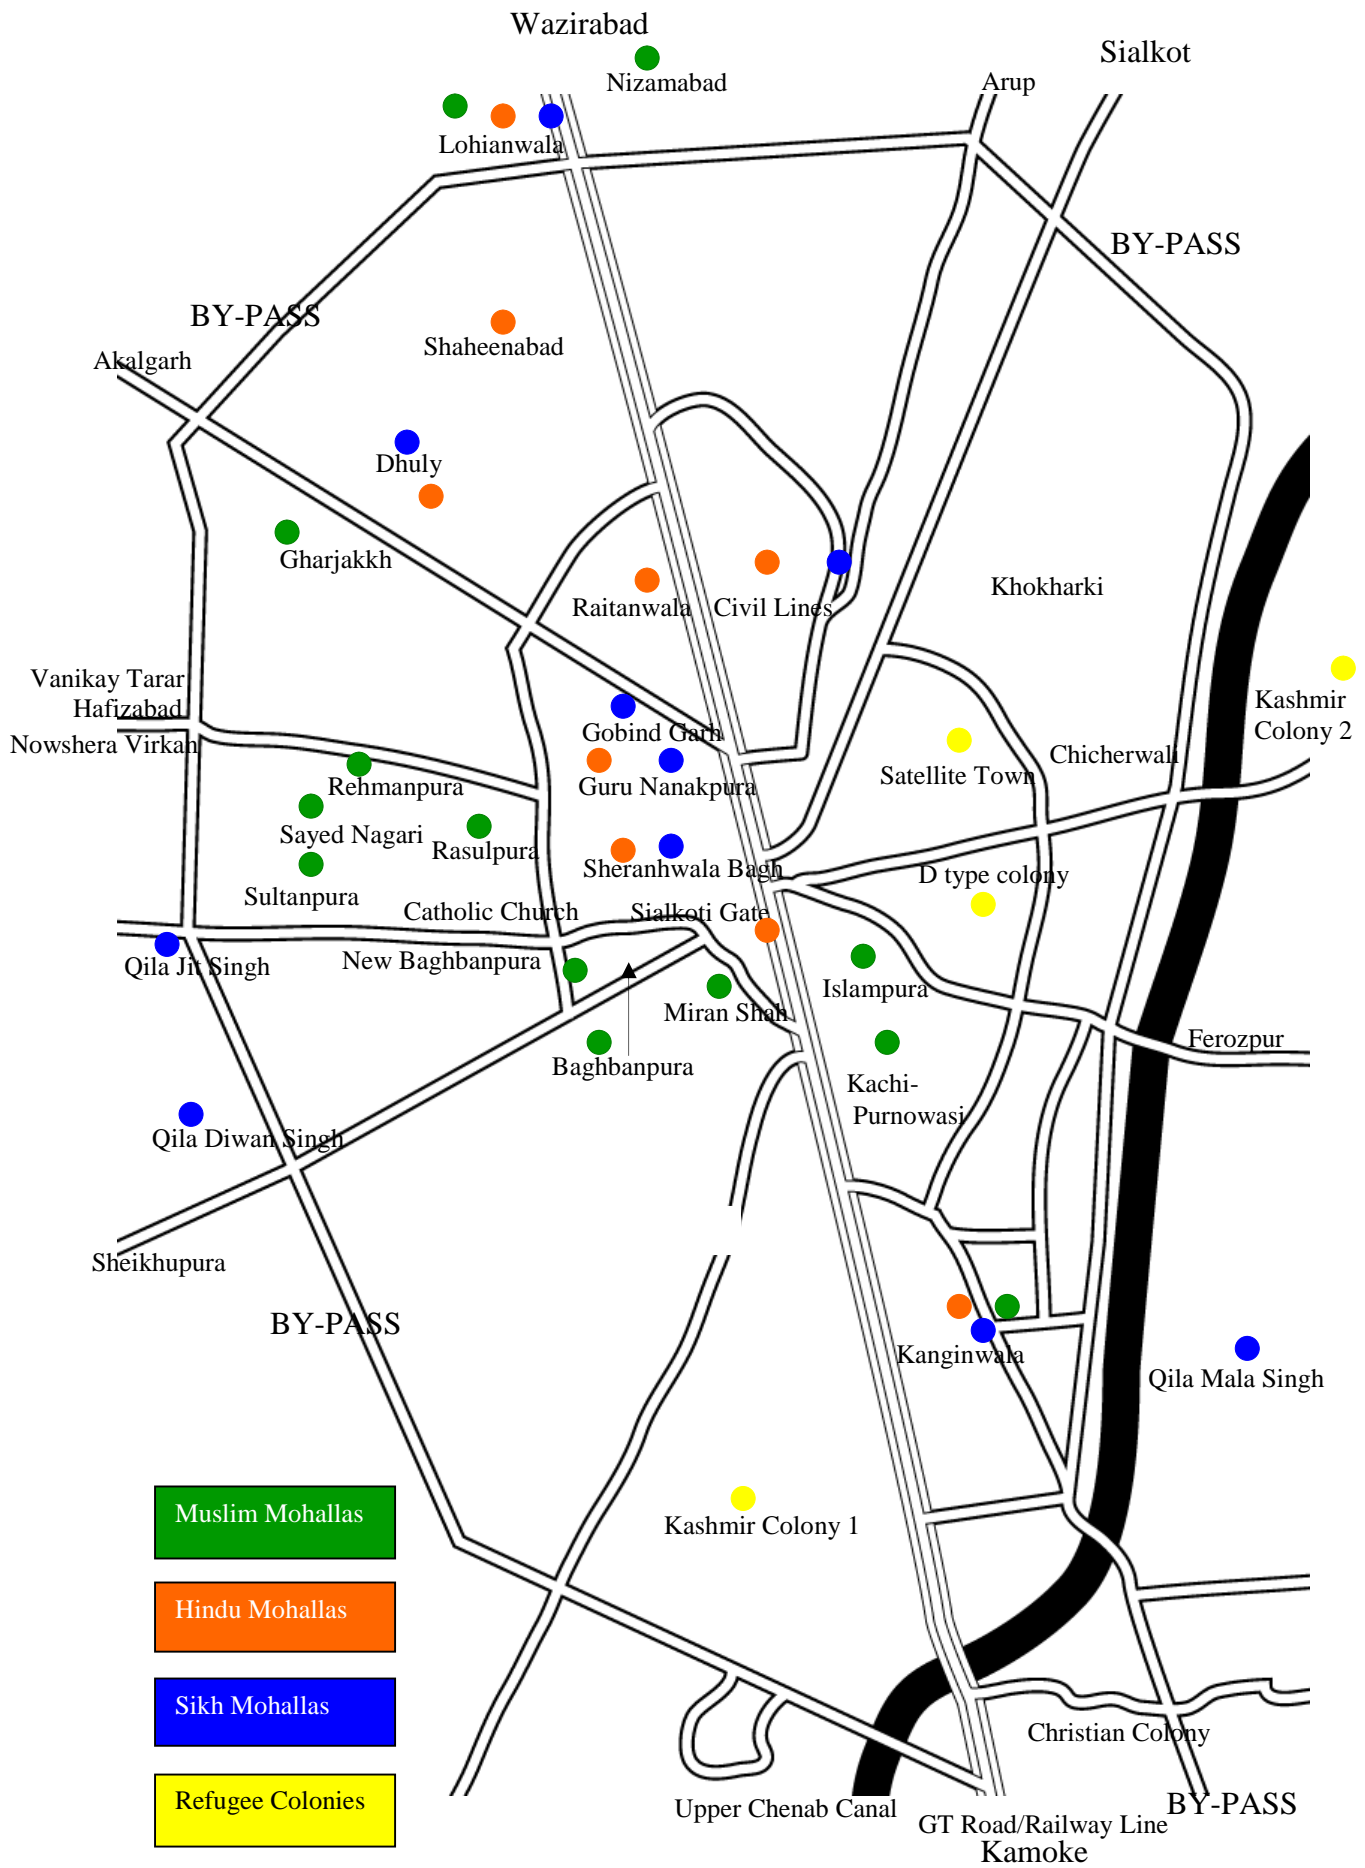 Wazirabad
Sialkot
Nizamabad
Arup
Lohianwala
BY-PASS
BY-PASS
Shaheenabad
Akalgarh
Dhuly
Gharjakkh
Khokharki
Raitanwala
Civil Lines
Vanikay Tarar
Hafizabad
Nowshera Virkan
Kashmir
Colony 2
Gobind Garh
Chicherwali
Satellite Town
Rehmanpura
Guru Nanakpura
Sayed Nagari
Rasulpura
Sheranhwala Bagh
D type colony
Sultanpura
Catholic Church
Sialkoti Gate
New Baghbanpura
Qila Jit Singh
Islampura
Miran Shah
Ferozpur
Baghbanpura
Kachi-
Purnowasi
Qila Diwan Singh
Sheikhupura
BY-PASS
Kanginwala
Qila Mala Singh
Kashmir Colony 1
Muslim Mohallas
Hindu Mohallas
Sikh Mohallas
Refugee Colonies
Christian Colony
Upper Chenab Canal
BY-PASS
GT Road/Railway Line
Kamoke